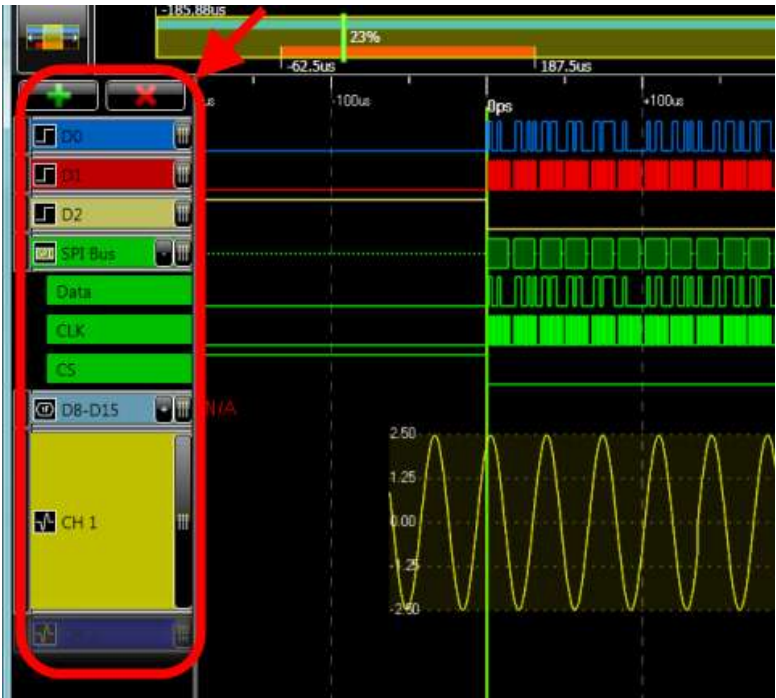 -185.88us
23%
-62.5us
187.5us
us
-100us
0ps
+100us
D0
D1
D2
SPI Bus
Data
CLK
CS
D8-D15
N/A
2.50
1.25
0.00
-1.25
-2.50
CH 1